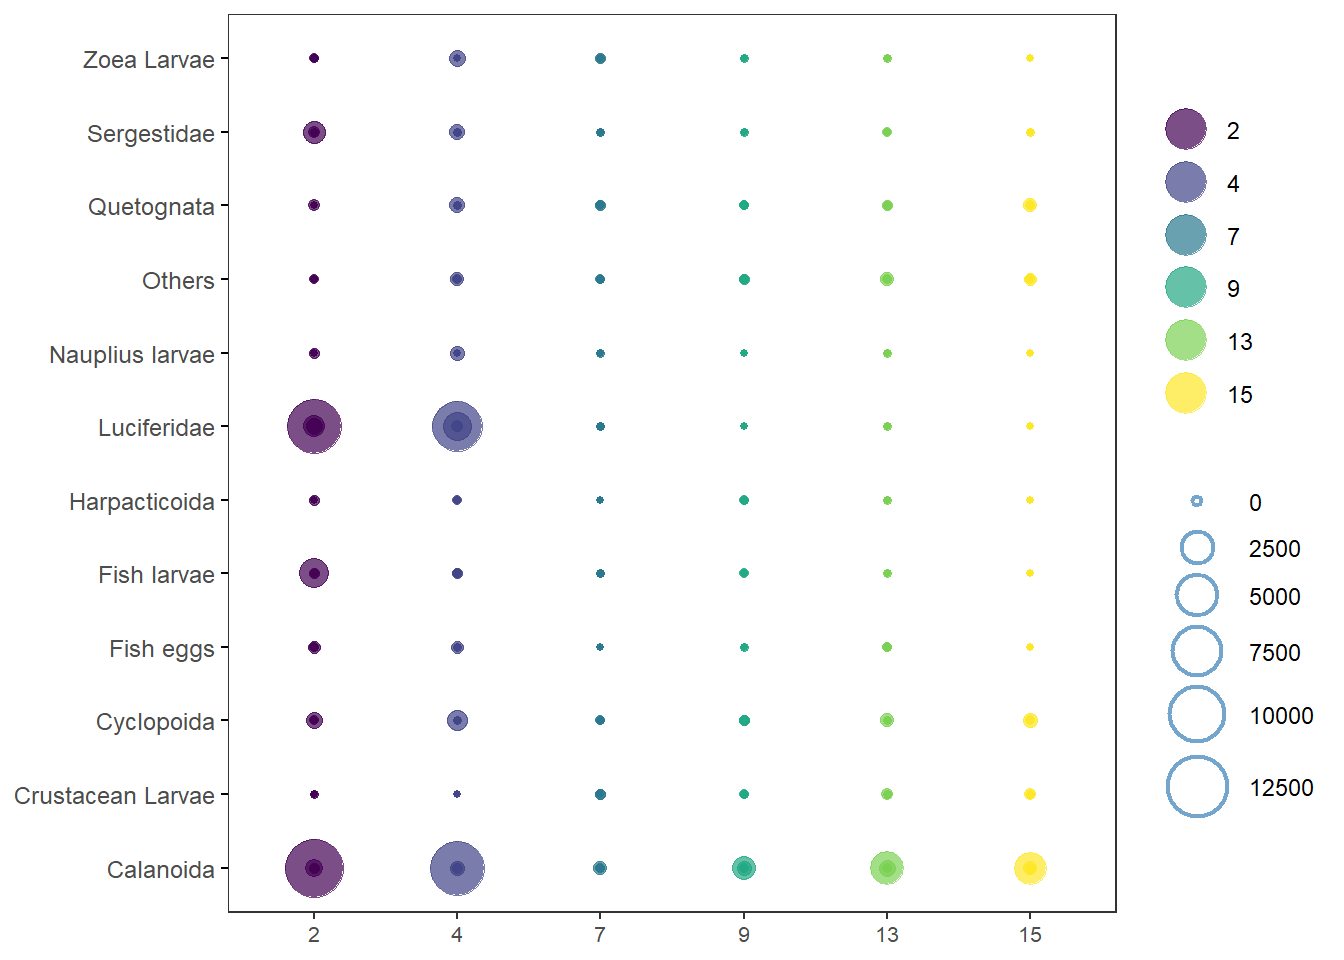 Zoea Larvae
Sergestidae
Quetognata
Others
Nauplius larvae
Luciferidae
Harpacticoida
Fish larvae
Fish eggs
Cyclopoida
Crustacean Larvae
Calanoida
2 4 7 9 13 15
2
4
7
9
13
15
0
2500
5000
7500
10000
12500